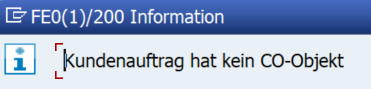 FE0(1)/200 Information
Kundenauftrag hat kein CO-Objekt